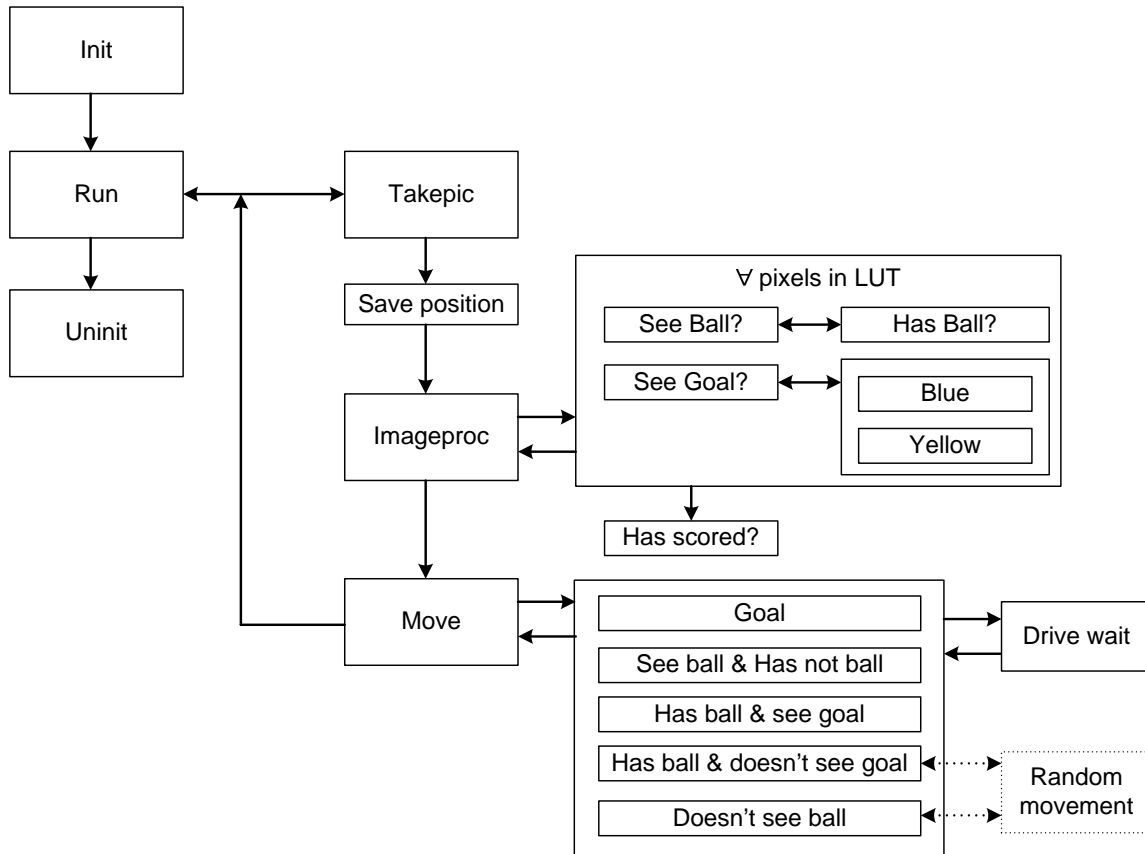 Init
Run
Takepic
Uninit
Save position
∀ pixels in LUT
See Ball?
Has Ball?
See Goal?
Blue
Yellow
Imageproc
Has scored?
Move
Goal
See ball & Has not ball
Has ball & see goal
Has ball & doesn't see goal
Doesn't see ball
Drive wait
Random
movement